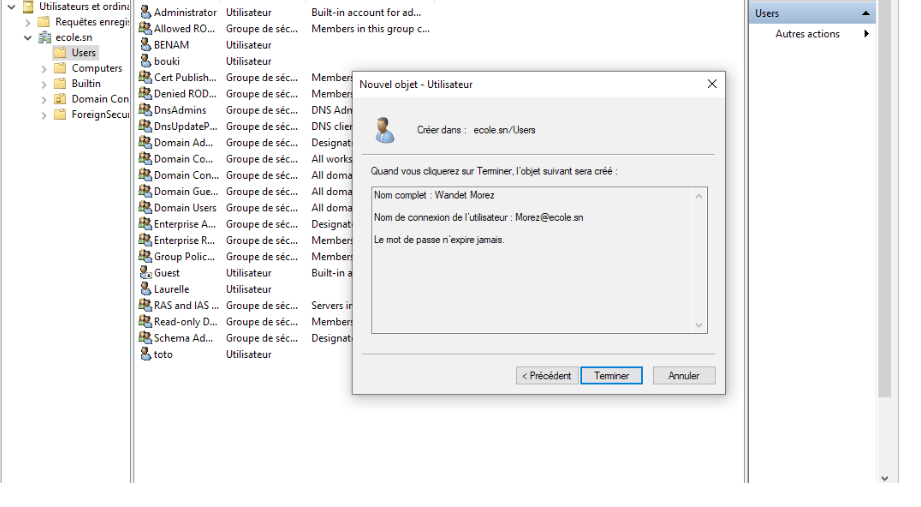 Utilisateurs et ordina
Requêtes enregis
ecole.sn
Users
Computers
Builtin
Domain Con
ForeignSecur
Administrator Utilisateur Built-in account for ad...
Allowed RO... Groupe de séc... Members in this group c...
BENAM Utilisateur
bouki Utilisateur
Cert Publish... Groupe de séc... Members
Denied ROD... Groupe de séc... Members
DnsAdmins Groupe de séc... DNS Adm
DnsUpdateP... Groupe de séc... DNS clien
Domain Ad... Groupe de séc... Designat
Domain Co... Groupe de séc... All works
Domain Con... Groupe de séc... All doma
Domain Gue... Groupe de séc... All doma
Domain Users Groupe de séc... All doma
Enterprise A... Groupe de séc... Designat
Enterprise R... Groupe de séc... Members
Group Polic... Groupe de séc... Members
Guest Utilisateur Built-in a
Laurelle Utilisateur
RAS and IAS ... Groupe de séc... Servers in
Read-only D... Groupe de séc... Members
Schema Ad... Groupe de séc... Designat
toto Utilisateur
Nouvel objet - Utilisateur
Créer dans : ecole.sn/Users
Quand vous cliquerez sur Terminer, l'objet suivant sera créé :
Nom complet : Wandet Morez
Nom de connexion de l'utilisateur : Morez@ecole.sn
Le mot de passe n'expire jamais.
< Précédent Terminer Annuler
Users
Autres actions